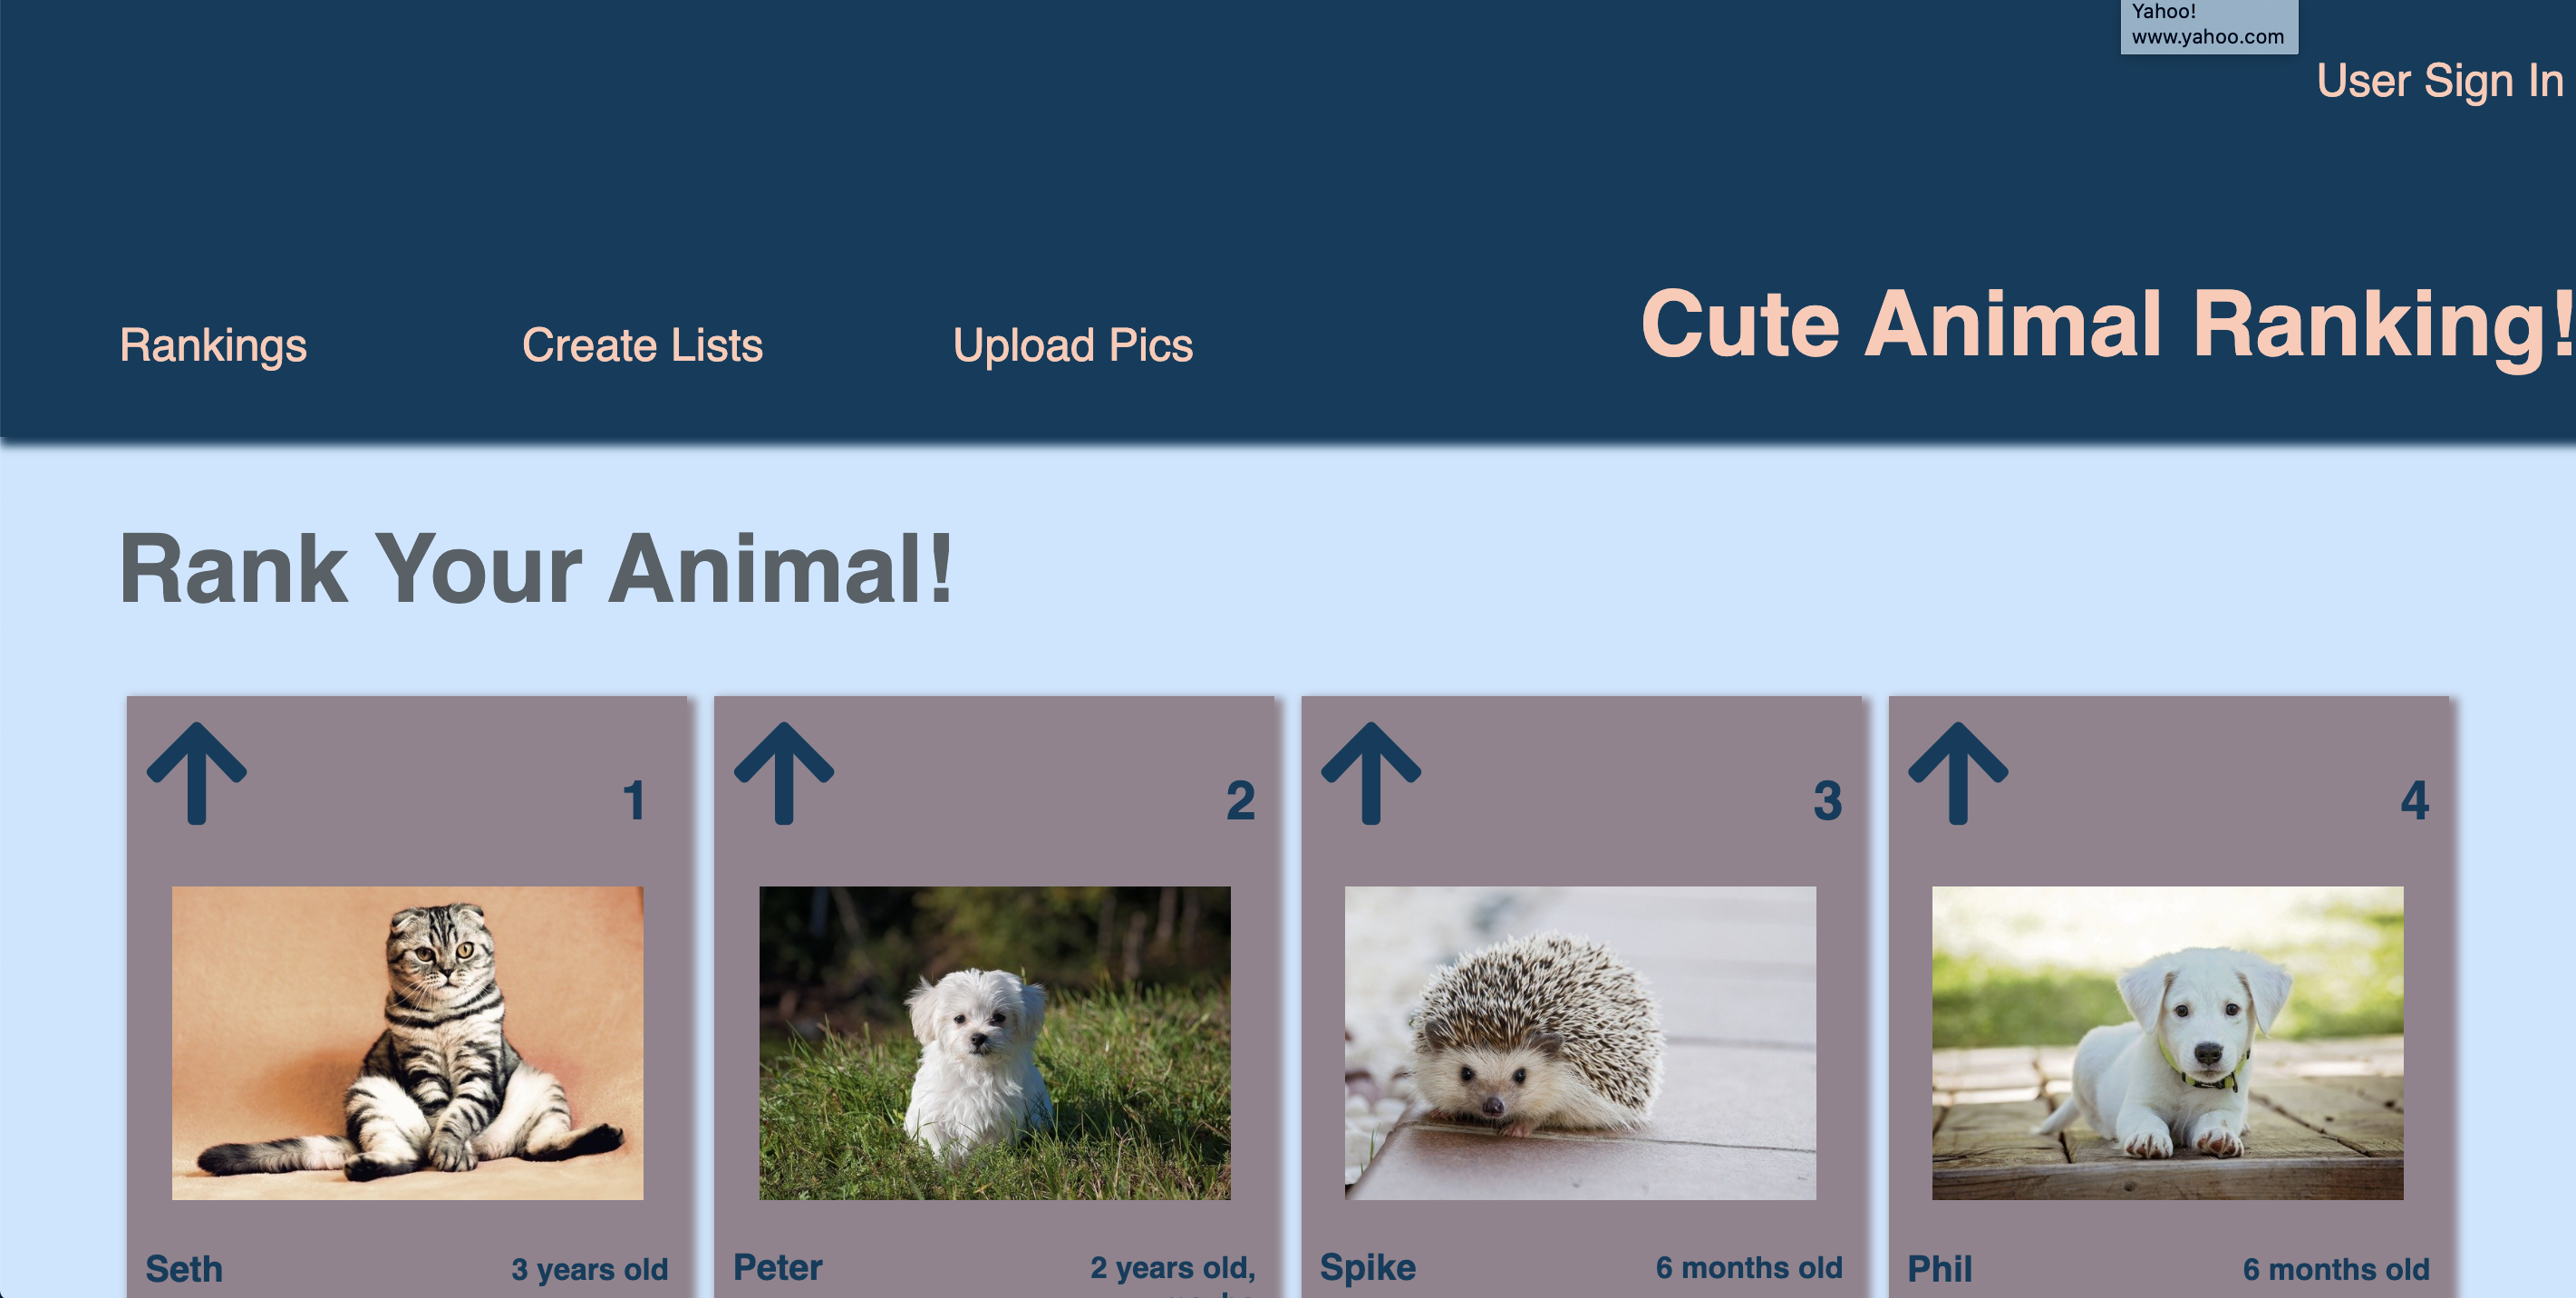 Yahoo!
www.yahoo.com
User Sign In
Rankings
Create Lists
Upload Pics
Cute Animal Ranking!
Rank Your Animal!
1
2
3
4
Seth
3 years old
Peter
2 years old,
Spike
6 months old
Phil
6 months old